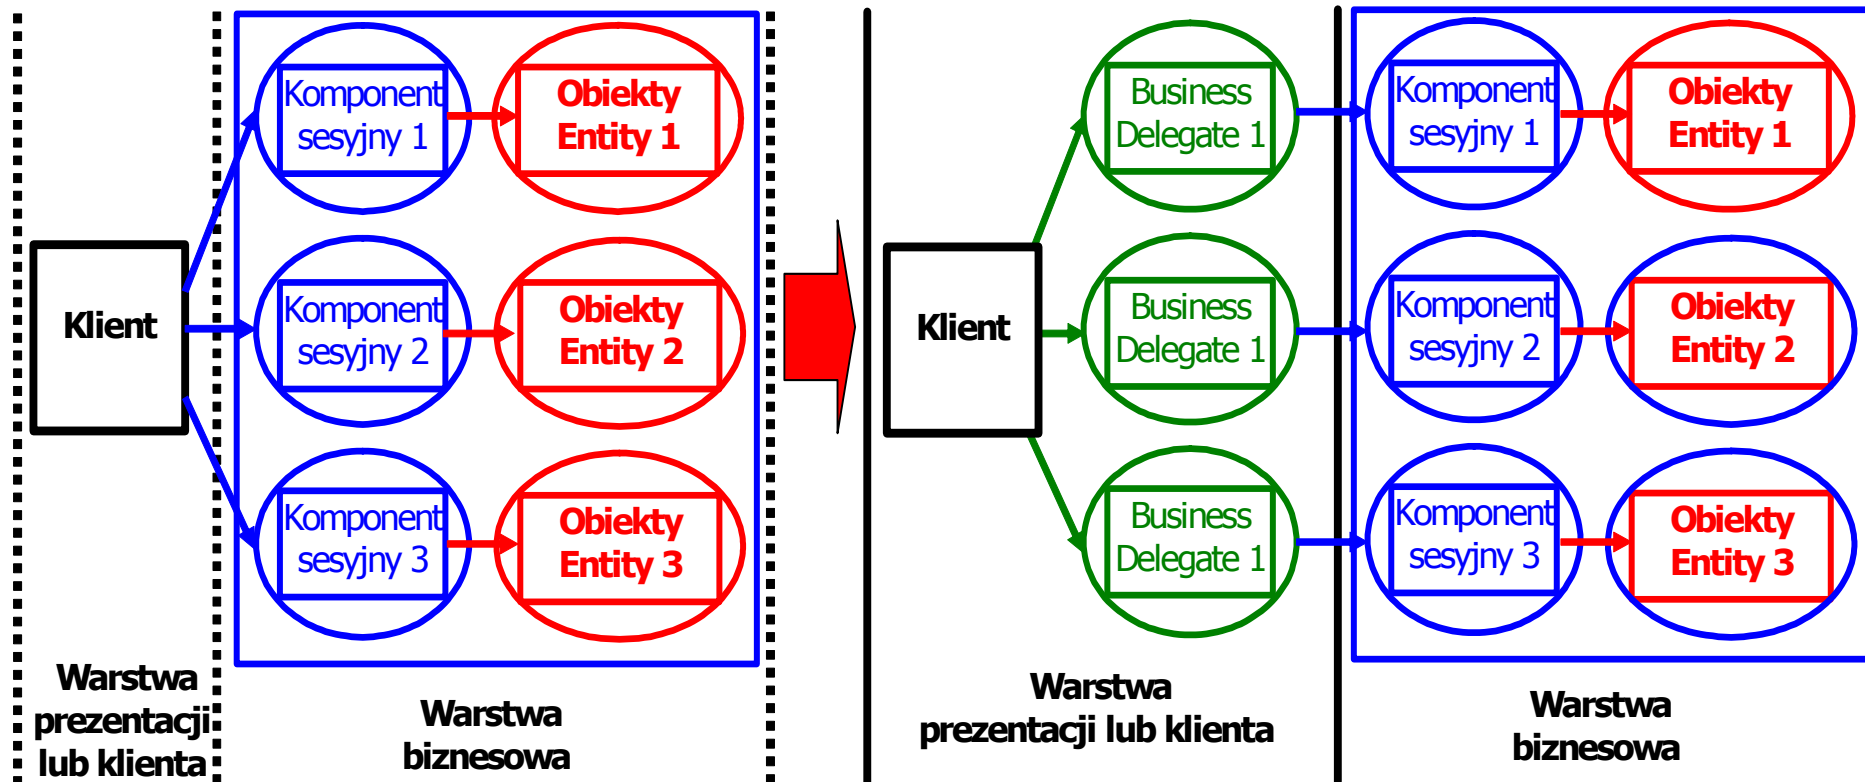 Komponent
sesyjny 1
Obiekty
Entity 1
Klient
Komponent
sesyjny 2
Obiekty
Entity 2
Komponent
sesyjny 3
Obiekty
Entity 3
Warstwa
prezentacji
lub klienta
Warstwa
biznesowa
Business
Delegate 1
Komponent
sesyjny 1
Obiekty
Entity 1
Klient
Business
Delegate 1
Komponent
sesyjny 2
Obiekty
Entity 2
Business
Delegate 1
Komponent
sesyjny 3
Obiekty
Entity 3
Warstwa
prezentacji lub klienta
Warstwa
biznesowa